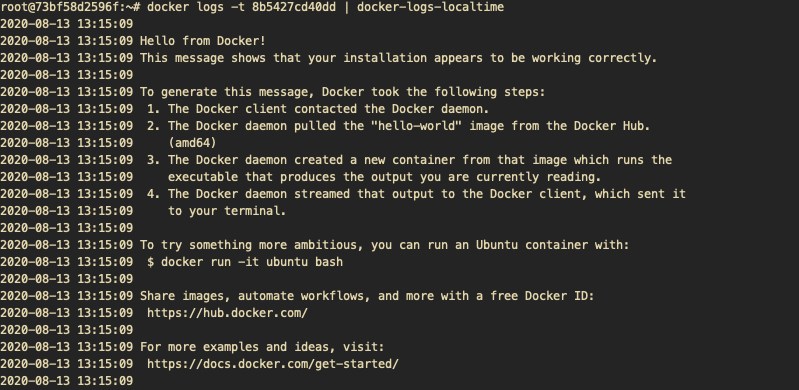 root@73bf58d2596f:~# docker logs -t 8b5427cd40dd | docker-logs-localtime
2020-08-13 13:15:09
2020-08-13 13:15:09 Hello from Docker!
2020-08-13 13:15:09 This message shows that your installation appears to be working correctly.
2020-08-13 13:15:09
2020-08-13 13:15:09 To generate this message, Docker took the following steps:
2020-08-13 13:15:09  1. The Docker client contacted the Docker daemon.
2020-08-13 13:15:09  2. The Docker daemon pulled the "hello-world" image from the Docker Hub.
2020-08-13 13:15:09     (amd64)
2020-08-13 13:15:09  3. The Docker daemon created a new container from that image which runs the
2020-08-13 13:15:09     executable that produces the output you are currently reading.
2020-08-13 13:15:09  4. The Docker daemon streamed that output to the Docker client, which sent it
2020-08-13 13:15:09     to your terminal.
2020-08-13 13:15:09
2020-08-13 13:15:09 To try something more ambitious, you can run an Ubuntu container with:
2020-08-13 13:15:09  $ docker run -it ubuntu bash
2020-08-13 13:15:09
2020-08-13 13:15:09 Share images, automate workflows, and more with a free Docker ID:
2020-08-13 13:15:09  https://hub.docker.com/
2020-08-13 13:15:09
2020-08-13 13:15:09 For more examples and ideas, visit:
2020-08-13 13:15:09  https://docs.docker.com/get-started/
2020-08-13 13:15:09